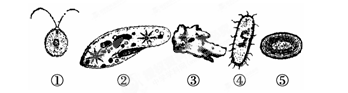 ① ② ③ ④ ⑤